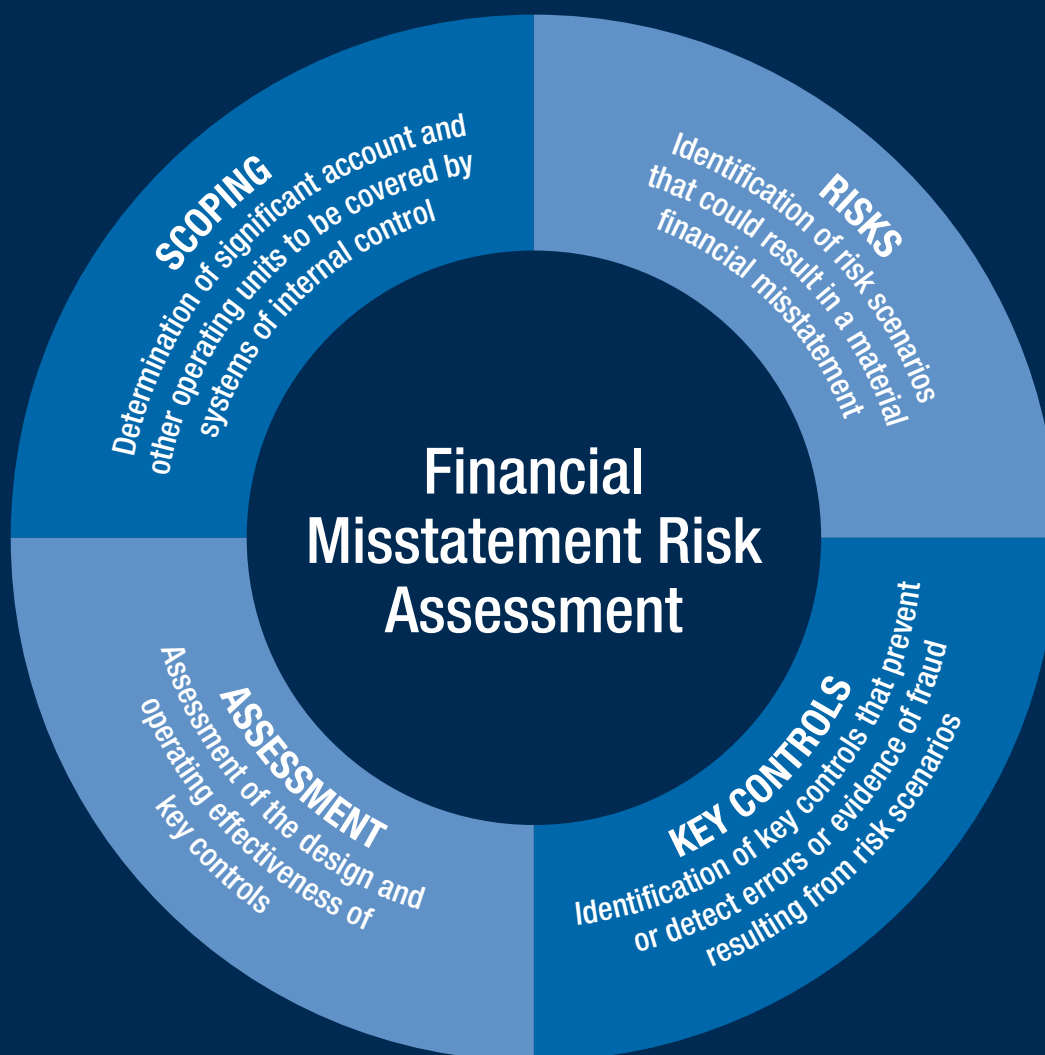 SCOPING
Determination of significant account and
other operating units to be covered by
systems of internal control
RISKS
Identification of risk scenarios
that could result in a material
financial misstatement
Financial
Misstatement Risk
Assessment
ASSESSMENT
Assessment of the design and
operating effectiveness of
key controls
KEY CONTROLS
Identification of key controls that prevent
or detect errors or evidence of fraud
resulting from risk scenarios